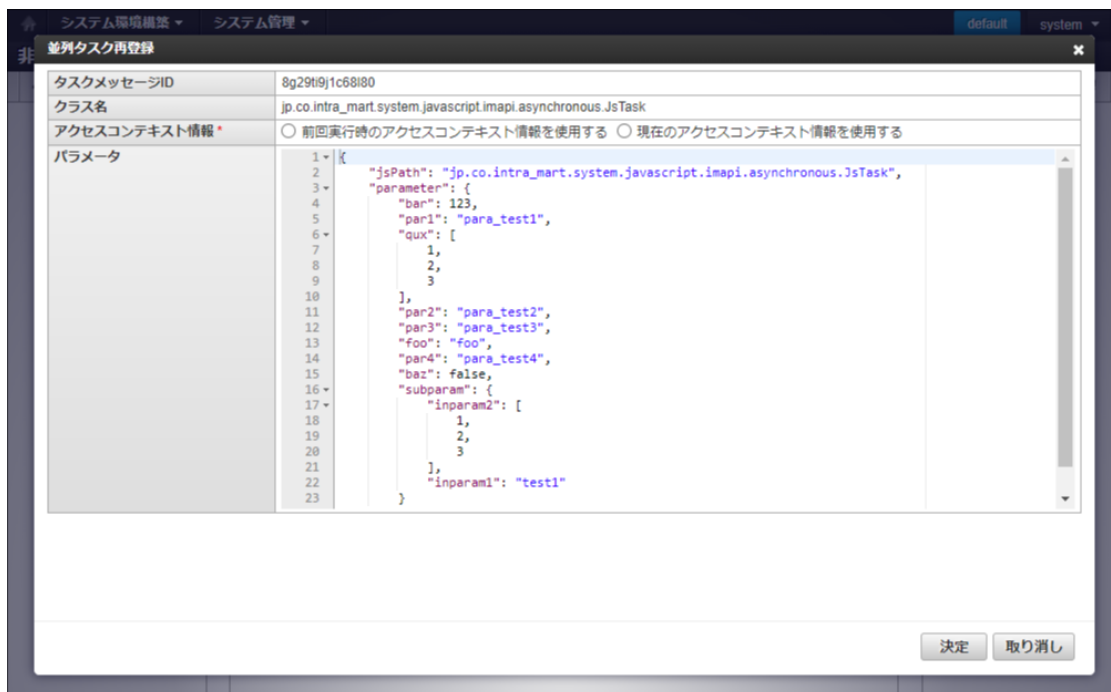 システム環境構築 システム管理 default system
非
並列タスク再登録
タスクメッセージID 8g29ti9j1c68l80
クラス名 jp.co.intra_mart.system.javascript.imapi.asynchronous.JsTask
アクセスコンテキスト情報* 前回実行時のアクセスコンテキスト情報を使用する 現在のアクセスコンテキスト情報を使用する
パラメータ
1 {
2 "jsPath": "jp.co.intra_mart.system.javascript.imapi.asynchronous.JsTask",
3 "parameter": {
4 "bar": 123,
5 "par1": "para_test1",
6 "qux": [
7 1,
8 2,
9 3
10 ],
11 "par2": "para_test2",
12 "par3": "para_test3",
13 "foo": "foo",
14 "par4": "para_test4",
15 "baz": false,
16 "subparam": {
17 "inparam2": [
18 1,
19 2,
20 3
21 ],
22 "inparam1": "test1"
23 }
決定 取り消し